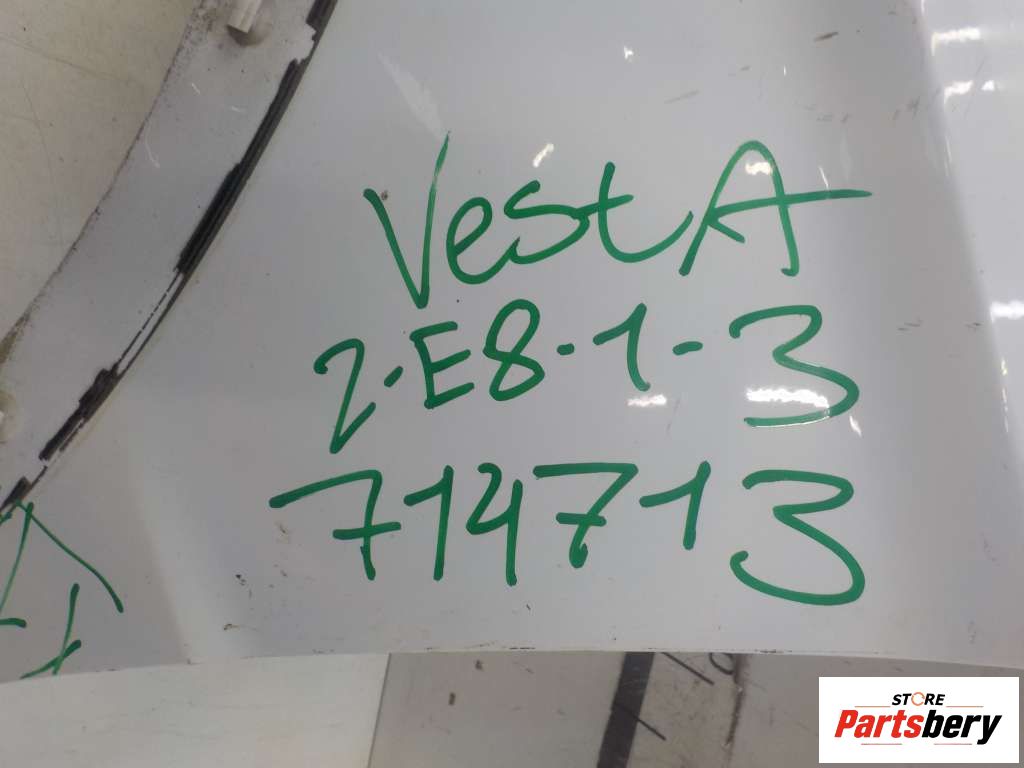 VestA
2-E8-1-3
714713
STORE
Partsbery